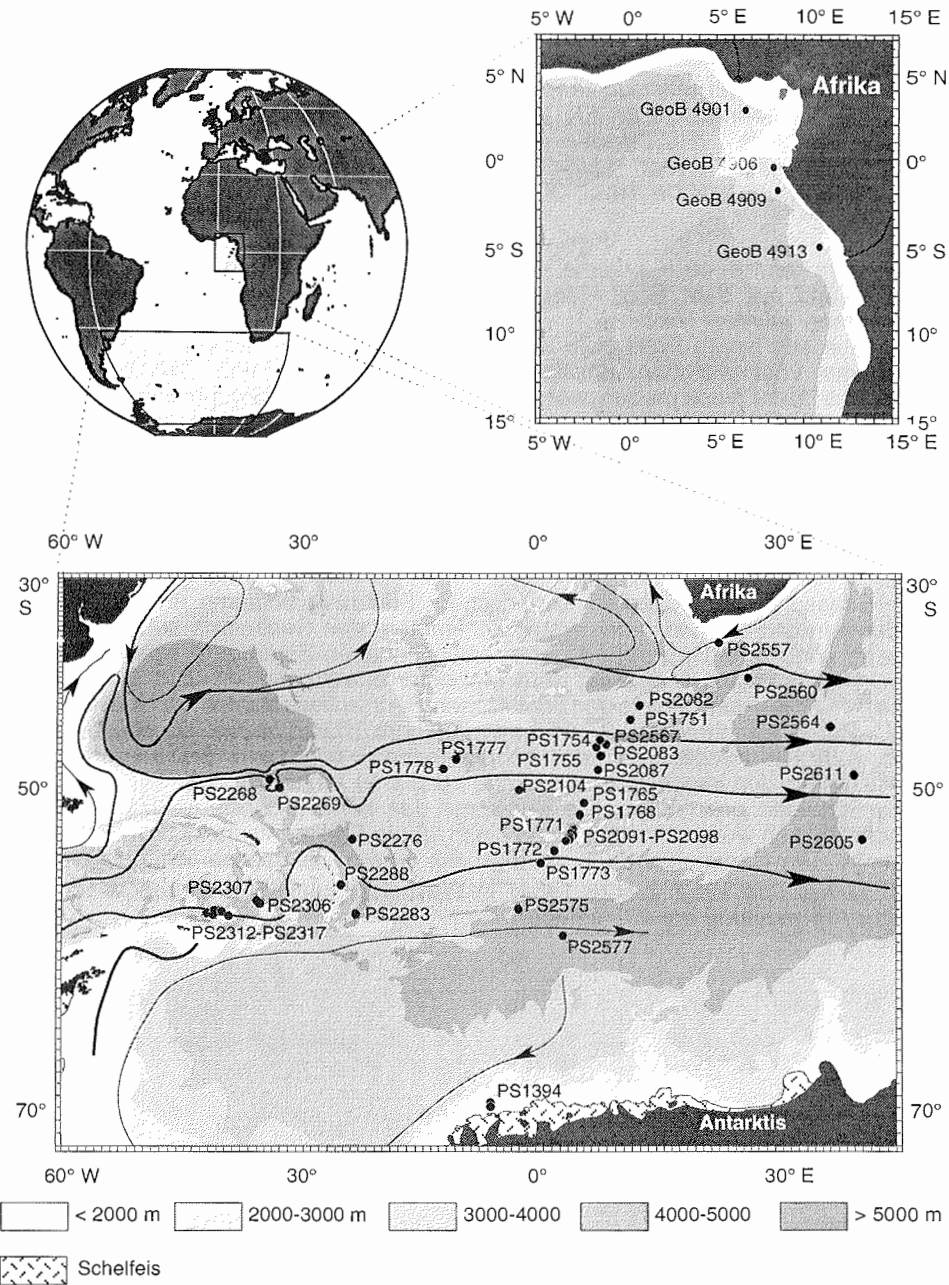 5° W 0° 5° E 10° E 15° E
5° N
5° N
Afrika
GeoB 4901
0°
0°
GeoB 4906
GeoB 4909
5° S
5° S
GeoB 4913
10°
10°
15°
15°
5° W 0° 5° E 10° E 15° E
60° W 30° 0° 30° E
30°
S
30°
S
Afrika
PS2557
PS2560
PS2082
PS1751
PS2564
PS1754
PS2567
PS1777
PS1755
PS2083
PS1778
PS2087
PS2611
50°
50°
PS2268
PS2269
PS2104
PS1765
PS1768
PS1771
PS2091-PS2098
PS2276
PS2605
PS1772
PS1773
PS2288
PS2307
PS2306
PS2283
PS2575
PS2312-PS2317
PS2577
PS1394
70°
70°
Antarktis
60° W 30° 0° 30° E
< 2000 m 2000-3000 m 3000-4000 4000-5000 > 5000 m
Schelfeis